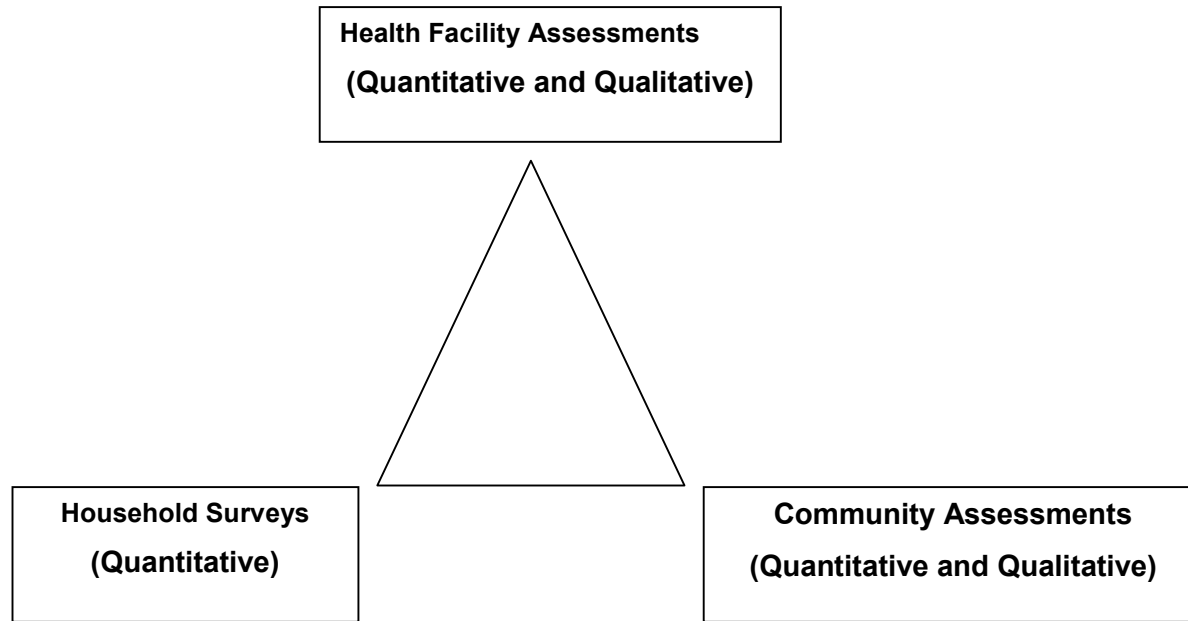 Health Facility Assessments
(Quantitative and Qualitative)
Household Surveys
(Quantitative)
Community Assessments
(Quantitative and Qualitative)